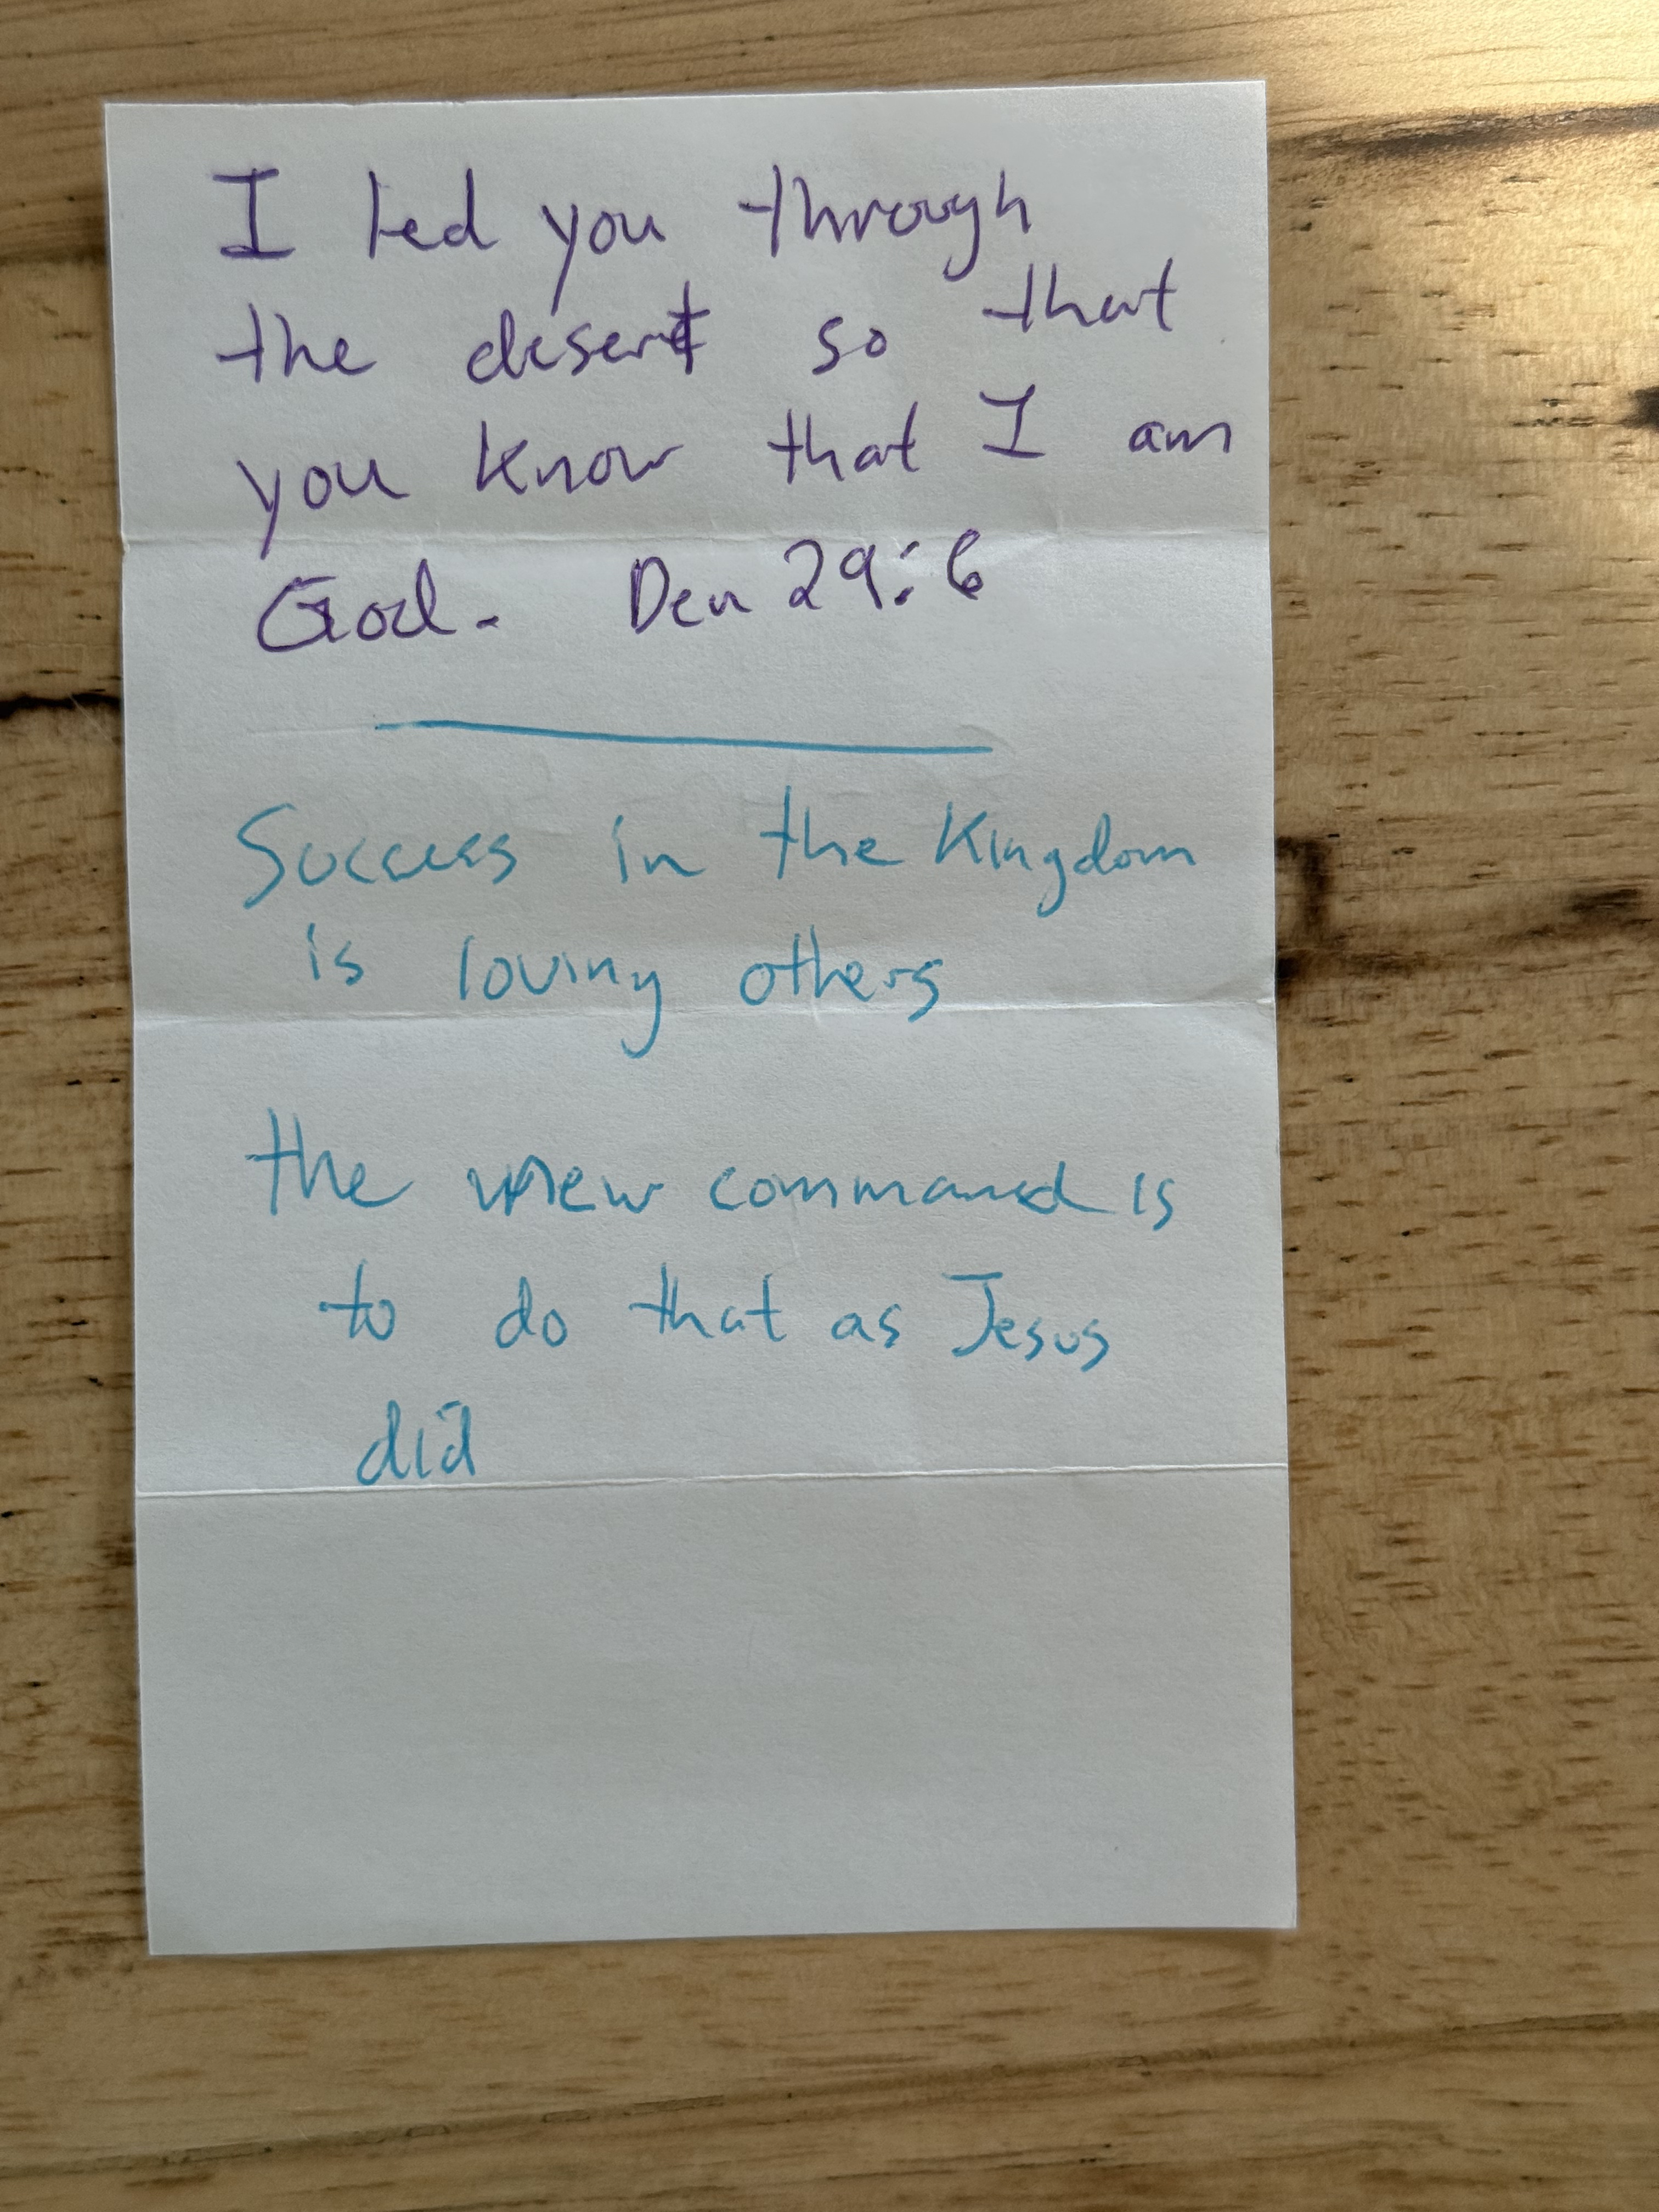 I led you through
the desert so that
you know that I am
God. Deu 29:6
Success in the Kingdom
is loving others
the new command is
to do that as Jesus
did